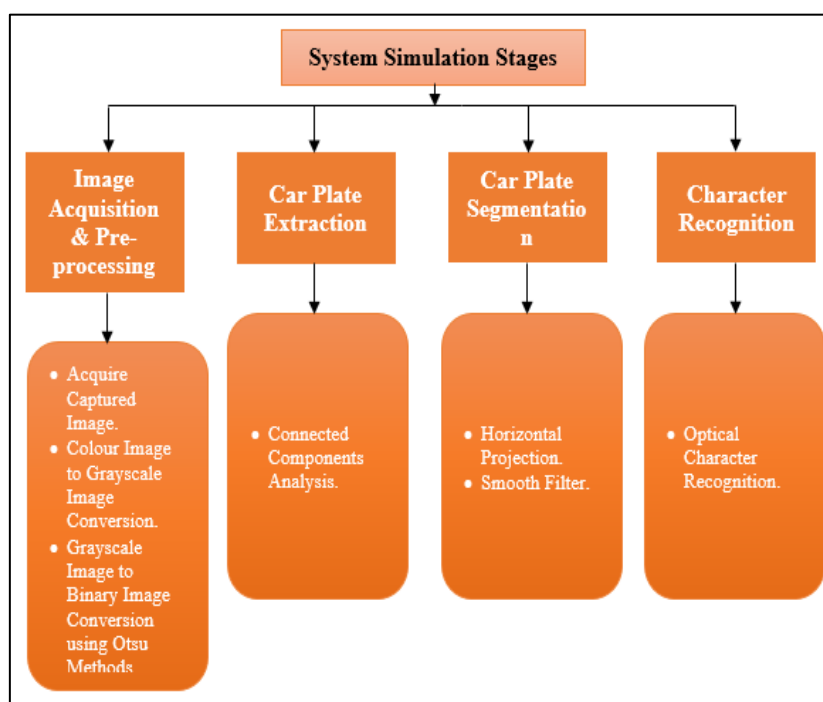 System Simulation Stages
Image
Acquisition
& Pre-
processing
Car Plate
Extraction
Car Plate
Segmentatio
n
Character
Recognition
• Acquire
Captured
Image.
• Colour Image
to Grayscale
Image
Conversion.
• Grayscale
Image to
Binary Image
Conversion
using Otsu
Methods
• Connected
Components
Analysis.
• Horizontal
Projection.
• Smooth Filter.
• Optical
Character
Recognition.